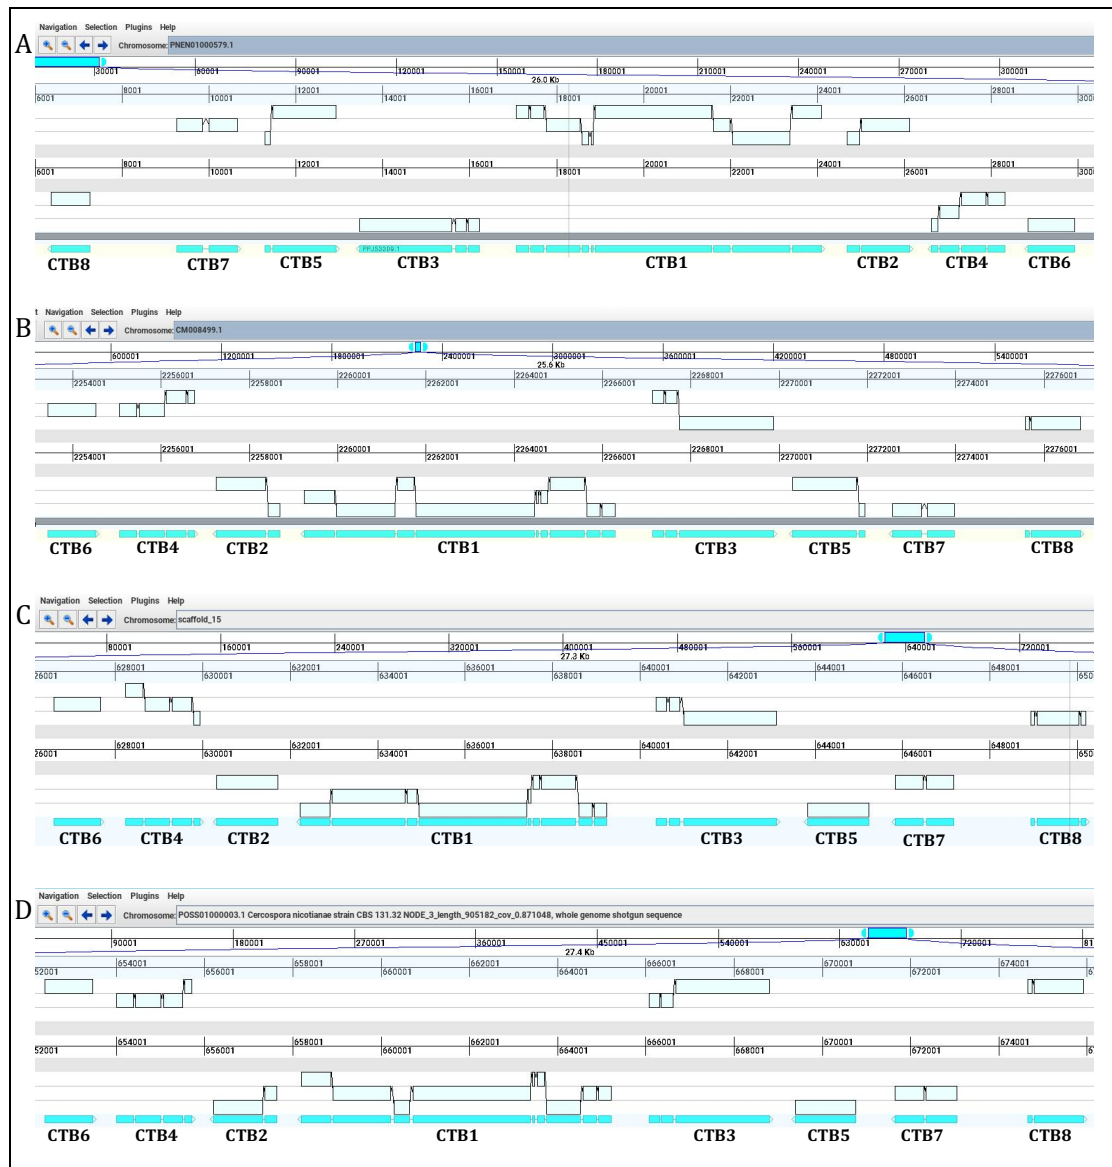 A
Navigation Selection Plugins Help
Chromosome: PNEN01000579.1
30001 60001 90001 120001 150001 180001 210001 240001 270001 300001
26.0 Kb
6001 8001 10001 12001 14001 16001 18001 20001 22001 24001 26001 28001 3000
6001 8001 10001 12001 14001 16001 18001 20001 22001 24001 26001 28001 3000
CTB8 CTB7 CTB5 CTB3 CTB1 CTB2 CTB4 CTB6
B
t Navigation Selection Plugins Help
Chromosome: CM008499.1
600001 1200001 1800001 2400001 3000001 3600001 4200001 4800001 5400001
25.6 Kb
2254001 2256001 2258001 2260001 2262001 2264001 2266001 2268001 2270001 2272001 2274001 2276001
2254001 2256001 2258001 2260001 2262001 2264001 2266001 2268001 2270001 2272001 2274001 2276001
CTB6 CTB4 CTB2 CTB1 CTB3 CTB5 CTB7 CTB8
C
Navigation Selection Plugins Help
Chromosome: scaffold_15
80001 160001 240001 320001 400001 480001 560001 640001 720001
27.3 Kb
26001 628001 630001 632001 634001 636001 638001 640001 642001 644001 646001 648001 650
26001 628001 630001 632001 634001 636001 638001 640001 642001 644001 646001 648001 650
CTB6 CTB4 CTB2 CTB1 CTB3 CTB5 CTB7 CTB8
D
Navigation Selection Plugins Help
Chromosome: POSS01000003.1 Cercospora nicotianae strain CBS 131.32 NODE_3_length_905182_cov_0.871048, whole genome shotgun sequence
90001 180001 270001 360001 450001 540001 630001 720001 81
27.4 Kb
52001 654001 656001 658001 660001 662001 664001 666001 668001 670001 672001 674001
52001 654001 656001 658001 660001 662001 664001 666001 668001 670001 672001 674001
CTB6 CTB4 CTB2 CTB1 CTB3 CTB5 CTB7 CTB8